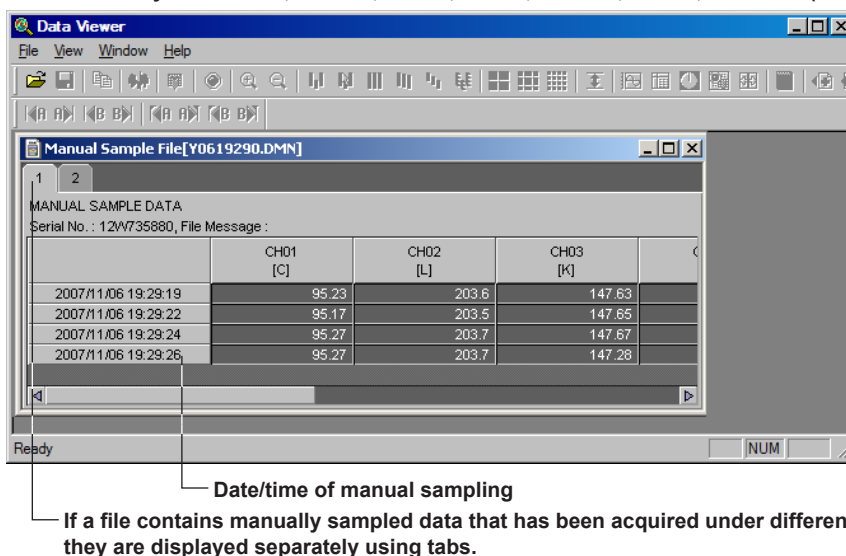 Data Viewer
File View Window Help
A A B B A A B B
Manual Sample File[Y0619290.DMN]
1 2
MANUAL SAMPLE DATA
Serial No. : 12W735880, File Message :
CH01 CH02 CH03
[C] [L] [K]
2007/11/06 19:29:19 95.23 203.6 147.63
2007/11/06 19:29:22 95.17 203.5 147.65
2007/11/06 19:29:24 95.27 203.7 147.67
2007/11/06 19:29:26 95.27 203.7 147.28
Ready NUM
Date/time of manual sampling
If a file contains manually sampled data that has been acquired under differen
they are displayed separately using tabs.